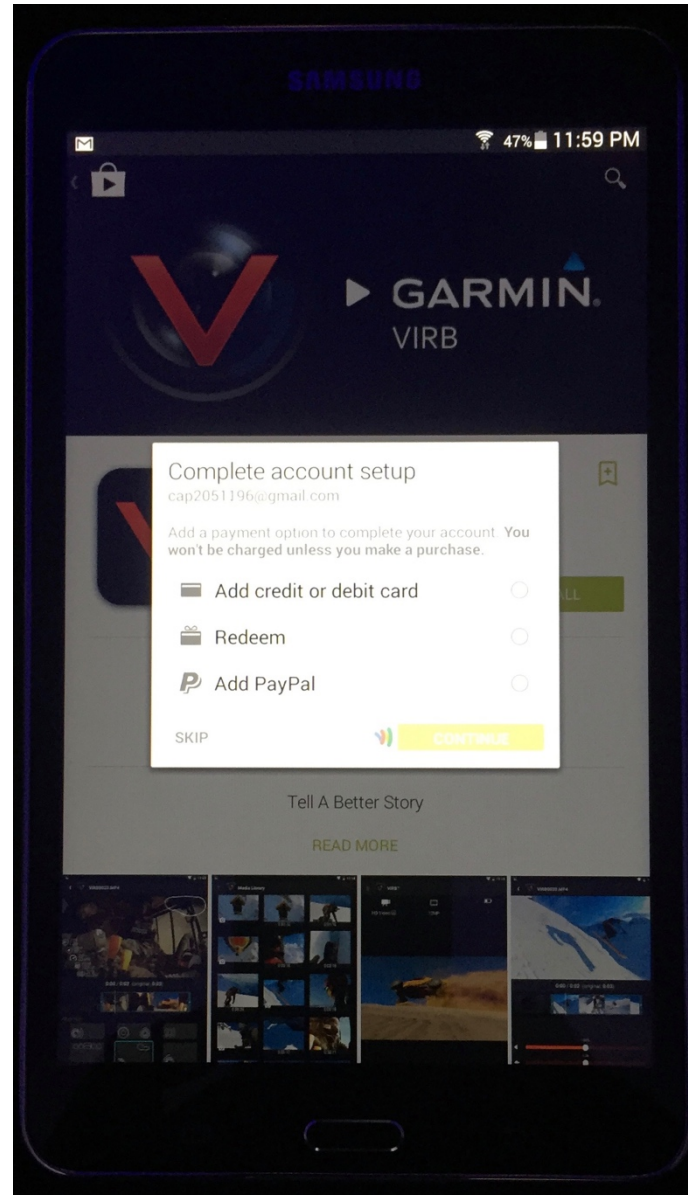 SAMSUNG
47% 11:59 PM
GARMIN®
VIRB
Complete account setup
cap2051196@gmail.com
Add a payment option to complete your account. You
won't be charged unless you make a purchase.
Add credit or debit card
ALL
Redeem
Add PayPal
SKIP
CONTINUE
Tell A Better Story
READ MORE
Media Library